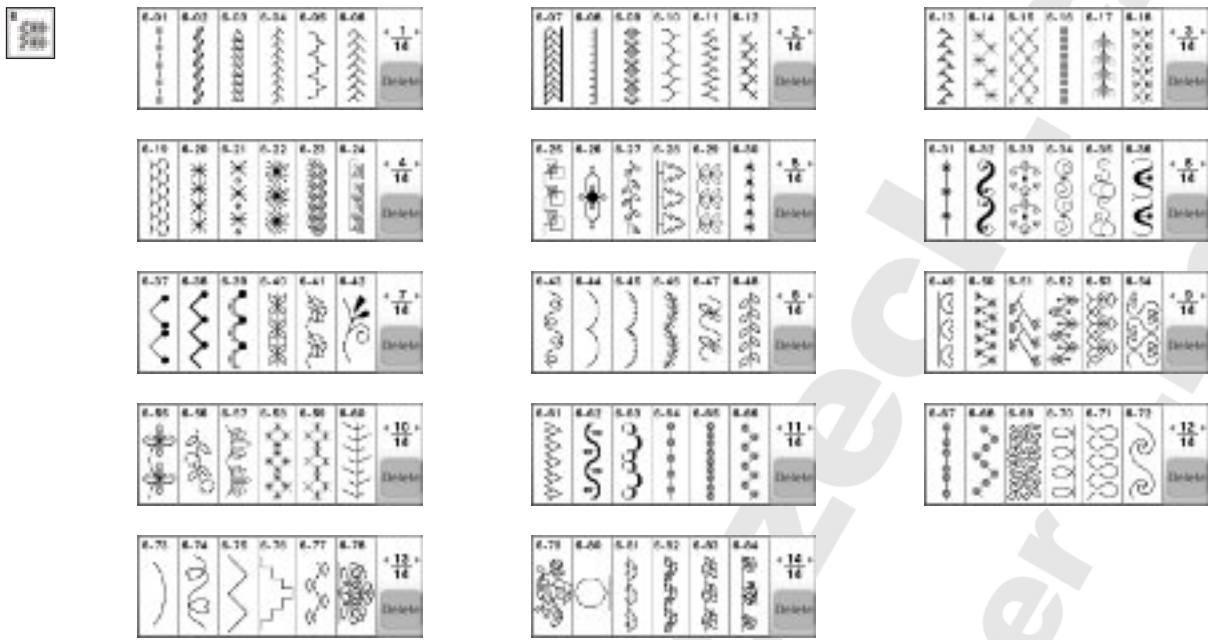 6-01 6-02 6-03 6-04 6-05 6-06 1/14 Delete
6-07 6-08 6-09 6-10 6-11 6-12 2/14 Delete
6-13 6-14 6-15 6-16 6-17 6-18 3/14 Delete
6-19 6-20 6-21 6-22 6-23 6-24 4/14 Delete
6-25 6-26 6-27 6-28 6-29 6-30 5/14 Delete
6-31 6-32 6-33 6-34 6-35 6-36 6/14 Delete
6-37 6-38 6-39 6-40 6-41 6-42 7/14 Delete
6-43 6-44 6-45 6-46 6-47 6-48 8/14 Delete
6-49 6-50 6-51 6-52 6-53 6-54 9/14 Delete
6-55 6-56 6-57 6-58 6-59 6-60 10/14 Delete
6-61 6-62 6-63 6-64 6-65 6-66 11/14 Delete
6-67 6-68 6-69 6-70 6-71 6-72 12/14 Delete
6-73 6-74 6-75 6-76 6-77 6-78 13/14 Delete
6-79 6-80 6-81 6-82 6-83 6-84 14/14 Delete